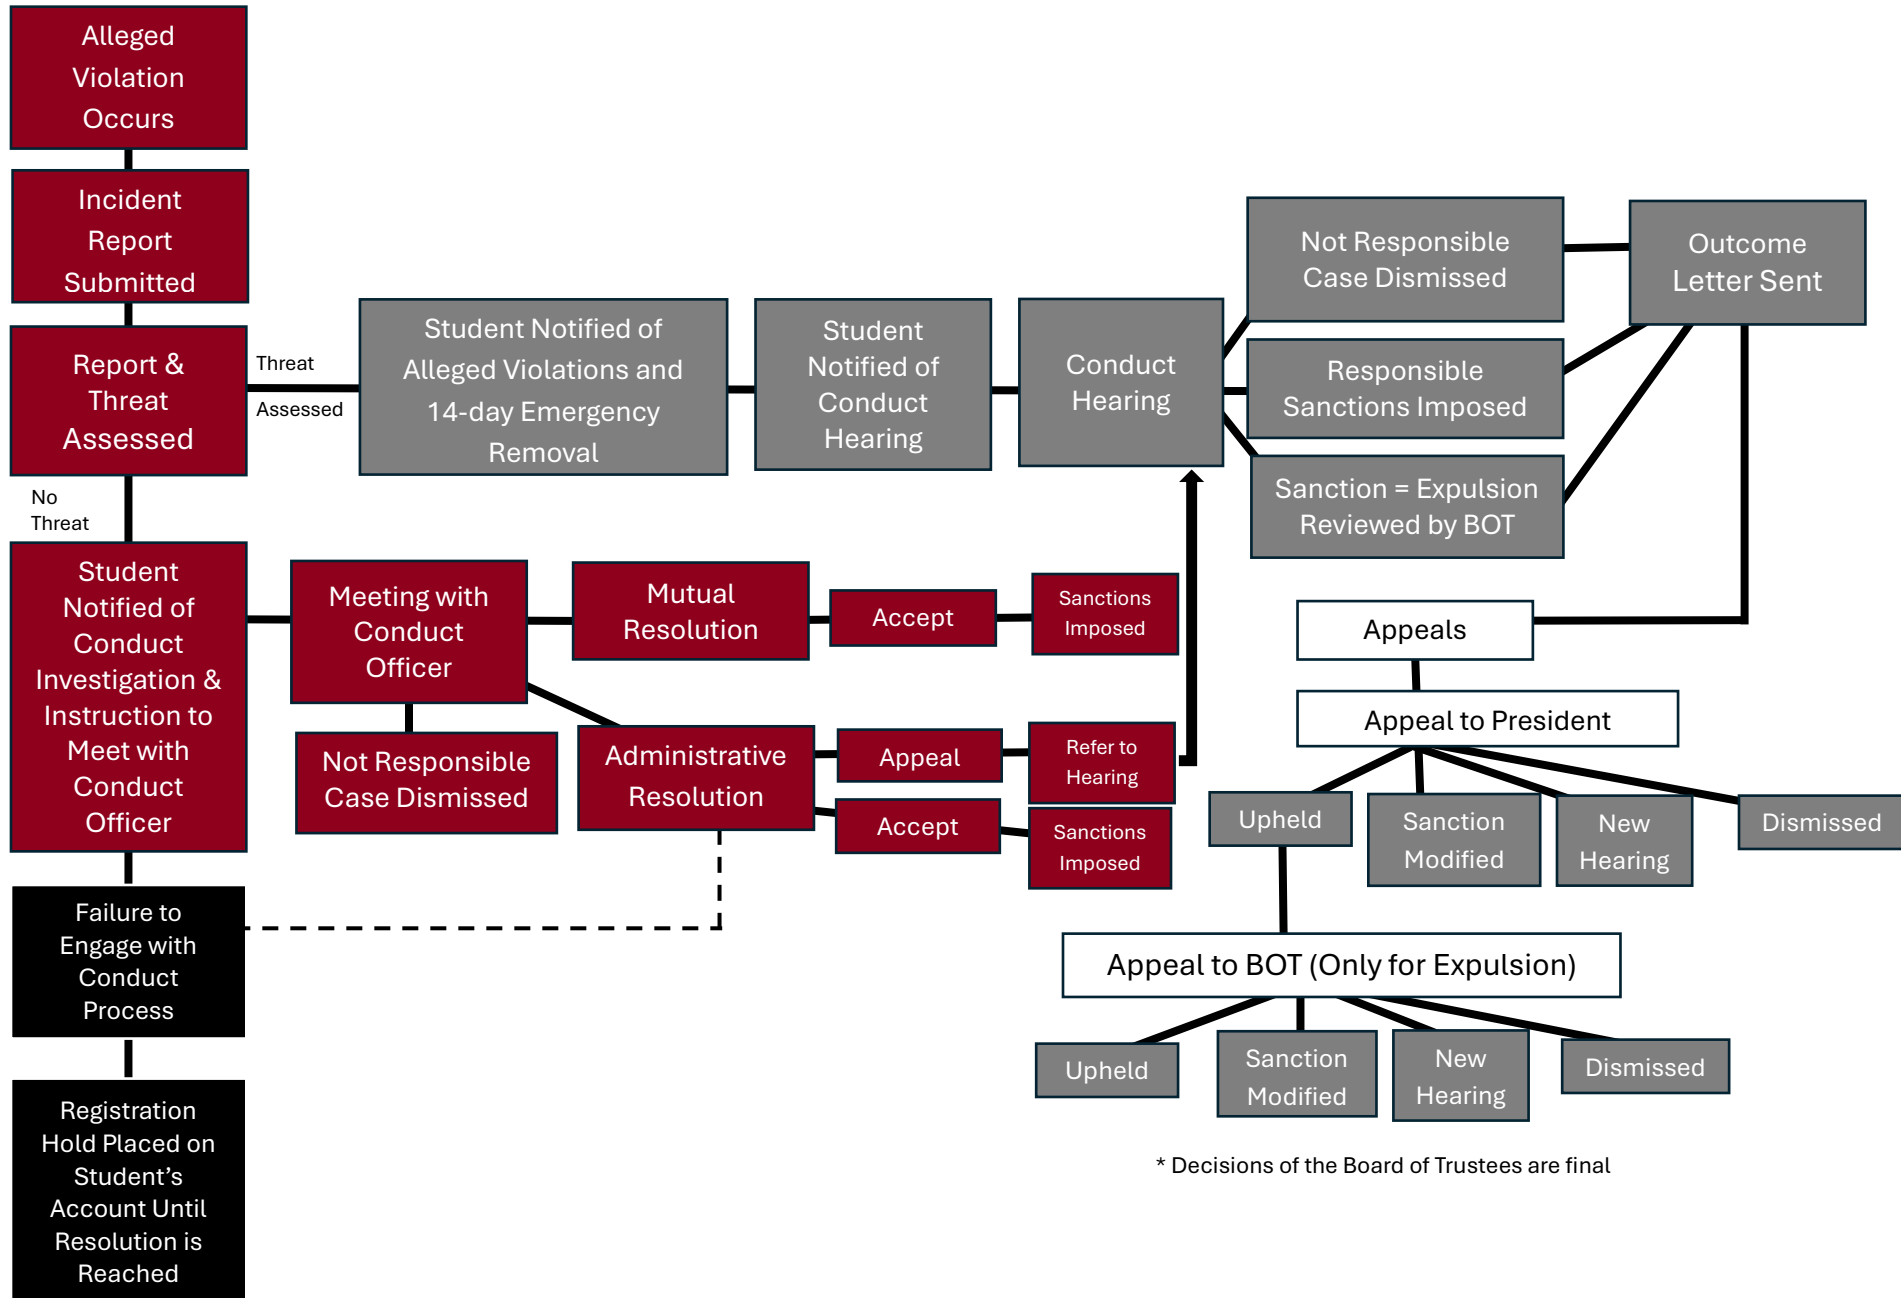 Alleged
Violation
Occurs
Incident
Report
Submitted
Report &
Threat
Assessed
Threat
Assessed
No
Threat
Student Notified of
Alleged Violations and
14-day Emergency
Removal
Student
Notified of
Conduct
Hearing
Conduct
Hearing
Not Responsible
Case Dismissed
Responsible
Sanctions Imposed
Sanction = Expulsion
Reviewed by BOT
Outcome
Letter Sent
Student
Notified of
Conduct
Investigation &
Instruction to
Meet with
Conduct
Officer
Meeting with
Conduct
Officer
Not Responsible
Case Dismissed
Mutual
Resolution
Accept
Sanctions
Imposed
Administrative
Resolution
Appeal
Refer to
Hearing
Accept
Sanctions
Imposed
Failure to
Engage with
Conduct
Process
Registration
Hold Placed on
Student’s
Account Until
Resolution is
Reached
Appeals
Appeal to President
Upheld
Sanction
Modified
New
Hearing
Dismissed
Appeal to BOT (Only for Expulsion)
Upheld
Sanction
Modified
New
Hearing
Dismissed
* Decisions of the Board of Trustees are final